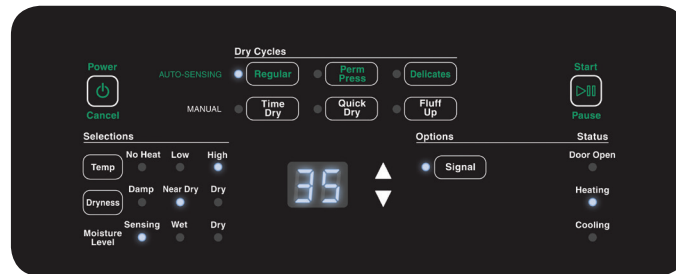 Dry Cycles
Power
Cancel
AUTO-SENSING Regular Perm Press Delicates
MANUAL Time Dry Quick Dry Fluff Up
Start
Pause
Selections
Temp No Heat Low High
Dryness Damp Near Dry Dry
Moisture Level Sensing Wet Dry
35
Options
Signal
Status
Door Open
Heating
Cooling